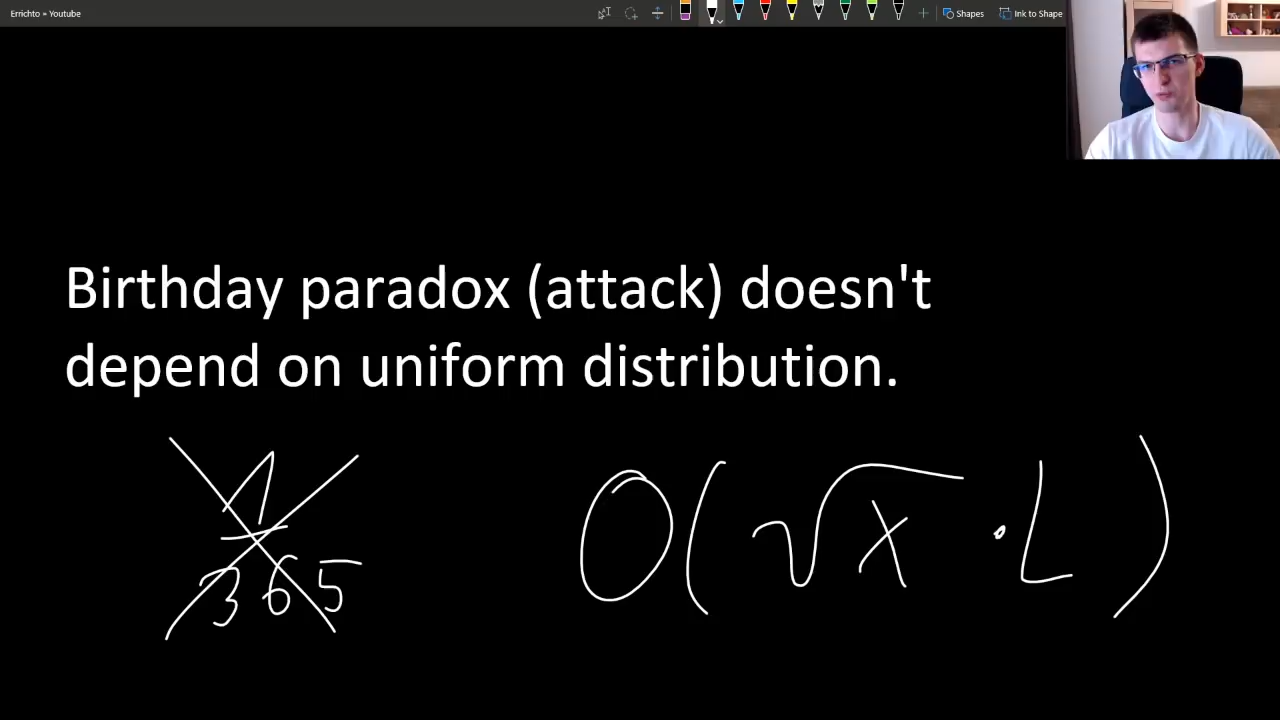 Errichto » Youtube
Shapes
Ink to Shape
Birthday paradox (attack) doesn't
depend on uniform distribution.
1
365
O(√x · L)